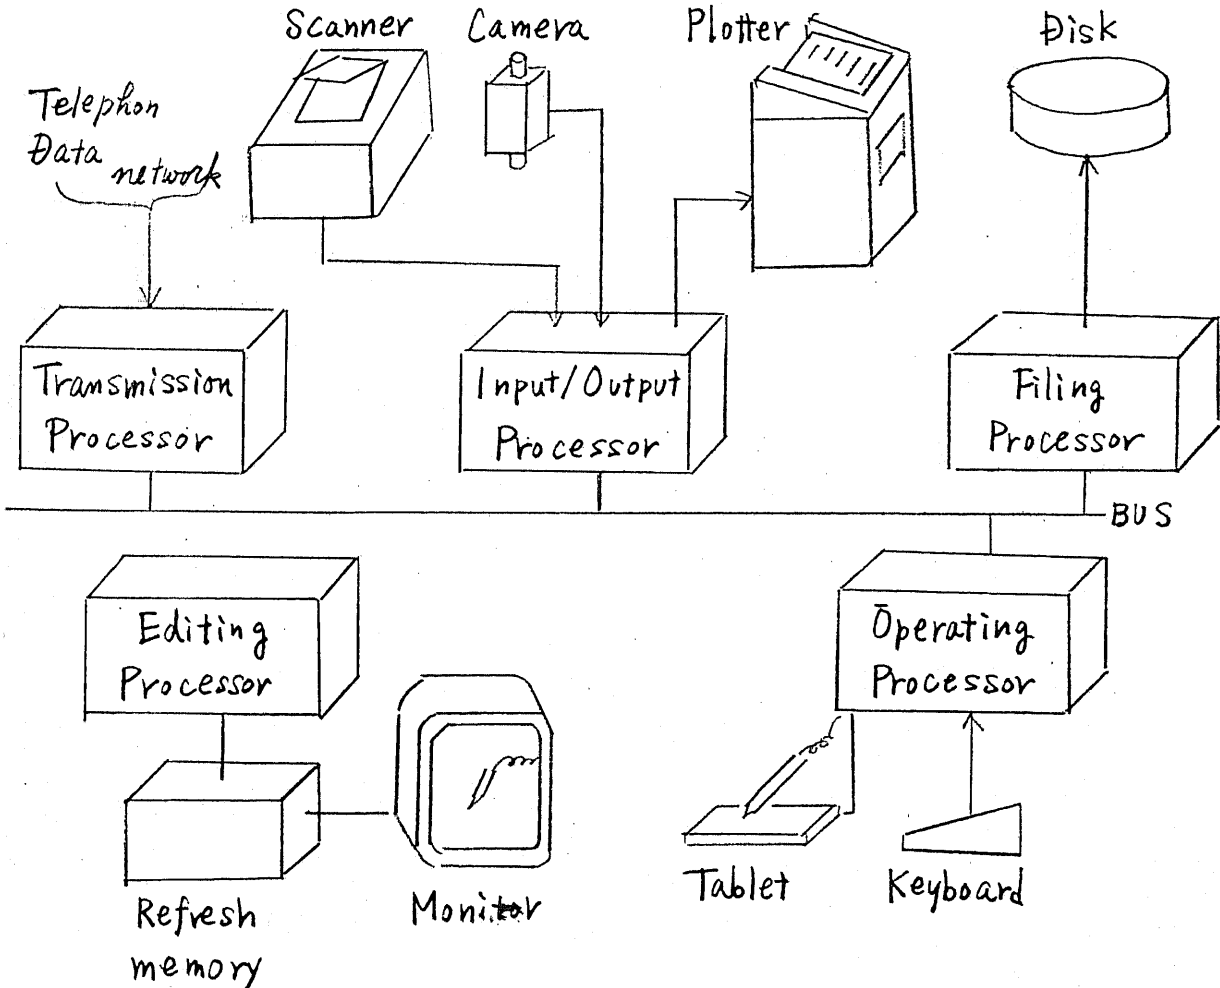 Scanner
Camera
Plotter
Disk
Telephon
Data network
Transmission
Processor
Input/Output
Processor
Filing
Processor
BUS
Editing
Processor
Operating
Processor
Refresh
memory
Monitor
Tablet
Keyboard